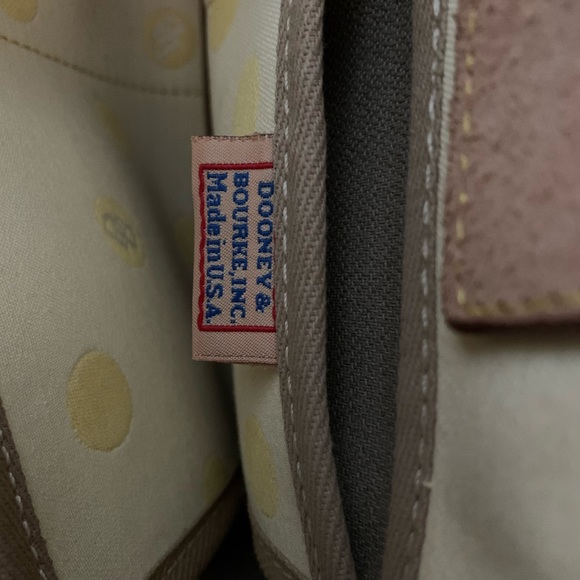 DOONEY &
BOURKE, INC.
Made in U.S.A.